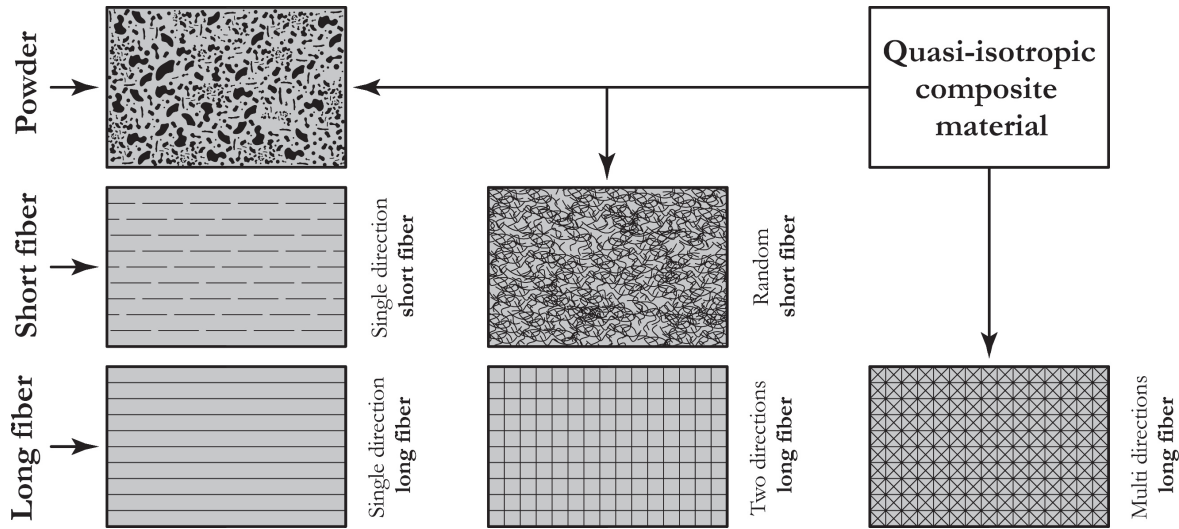 Powder
Quasi-isotropic
composite
material
Short fiber
Single direction
short fiber
Random
short fiber
Long fiber
Single direction
long fiber
Two directions
long fiber
Multi directions
long fiber